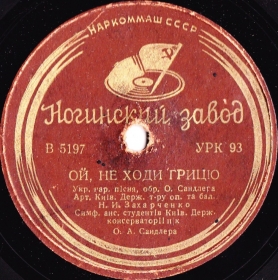 НАРКОММАШ СССР
Ногинский завод
В 5197 УРК 93
ОЙ, НЕ ХОДИ ГРИЦЮ
Укр. нар. пісня, обр. О. Сандлера
Арт. Київ. Держ. т-ру оп. та бал.
Н. И. Захарченко
Симф. анс. студентів Київ. Держ.
консерваторії п к
О. А. Сандлера